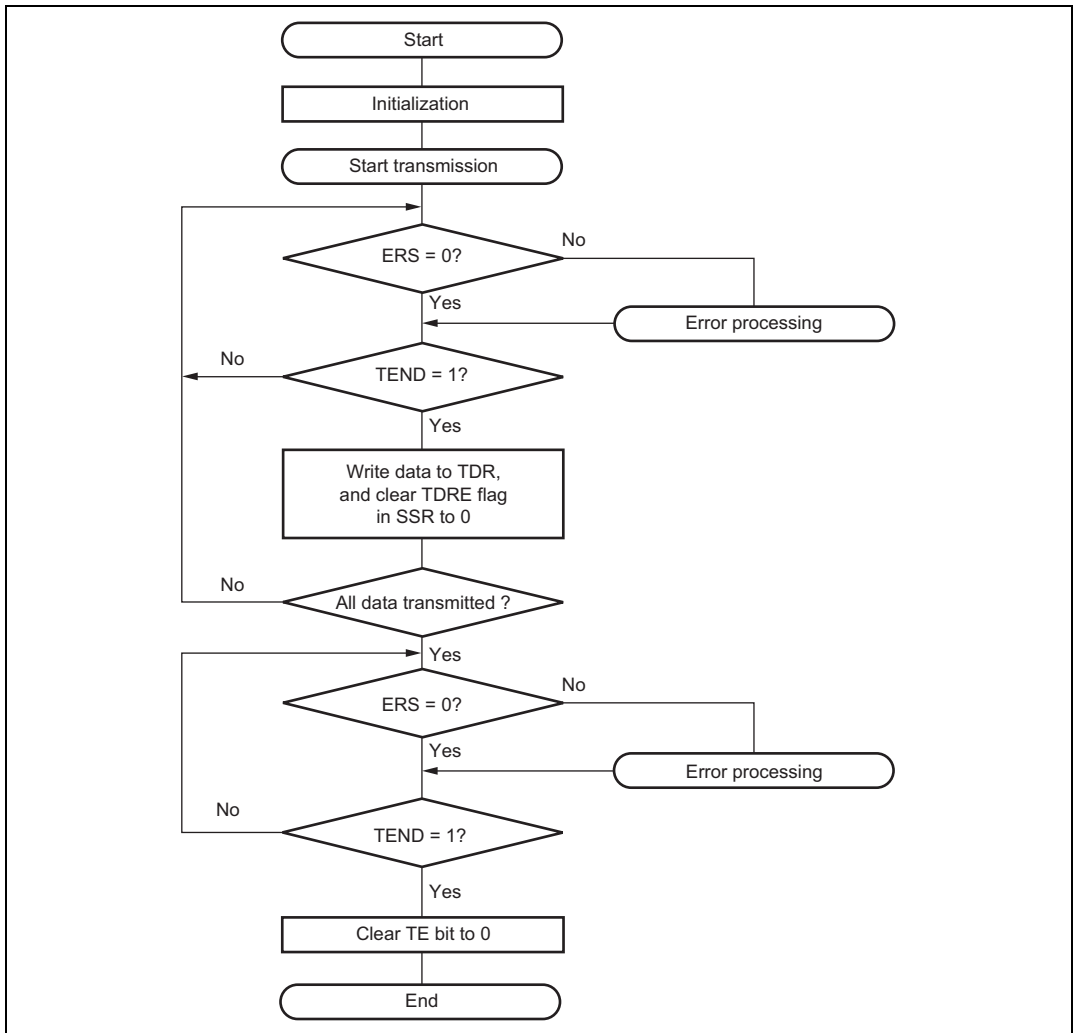 Start
Initialization
Start transmission
ERS = 0?
No
Yes
Error processing
No
TEND = 1?
Yes
Write data to TDR,
and clear TDRE flag
in SSR to 0
No
All data transmitted ?
Yes
ERS = 0?
No
Yes
Error processing
No
TEND = 1?
Yes
Clear TE bit to 0
End